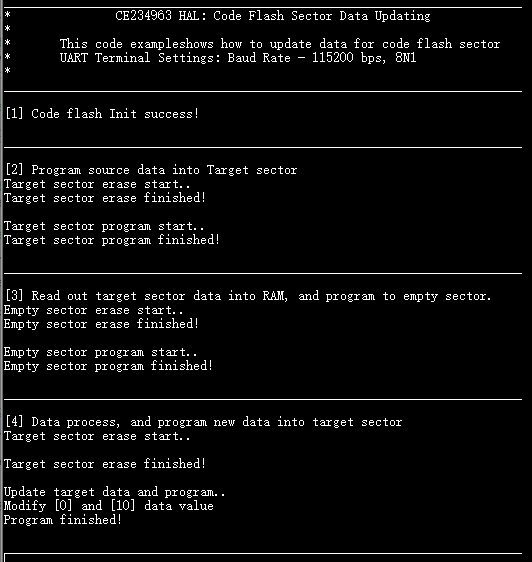 * CE234963 HAL: Code Flash Sector Data Updating
*
* This code exampleshows how to update data for code flash sector
* UART Terminal Settings: Baud Rate - 115200 bps, 8N1
*
[1] Code flash Init success!
[2] Program source data into Target sector
Target sector erase start..
Target sector erase finished!
Target sector program start..
Target sector program finished!
[3] Read out target sector data into RAM, and program to empty sector.
Empty sector erase start..
Empty sector erase finished!
Empty sector program start..
Empty sector program finished!
[4] Data process, and program new data into target sector
Target sector erase start..
Target sector erase finished!
Update target data and program..
Modify [0] and [10] data value
Program finished!